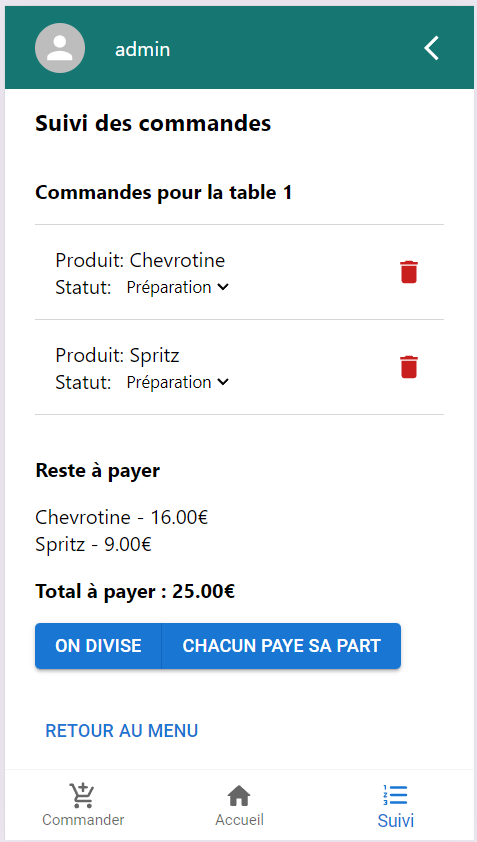 admin
Suivi des commandes
Commandes pour la table 1
Produit: Chevrotine
Statut: Préparation
Produit: Spritz
Statut: Préparation
Reste à payer
Chevrotine - 16.00€
Spritz - 9.00€
Total à payer : 25.00€
ON DIVISE CHACUN PAYE SA PART
RETOUR AU MENU
Commander Accueil Suivi